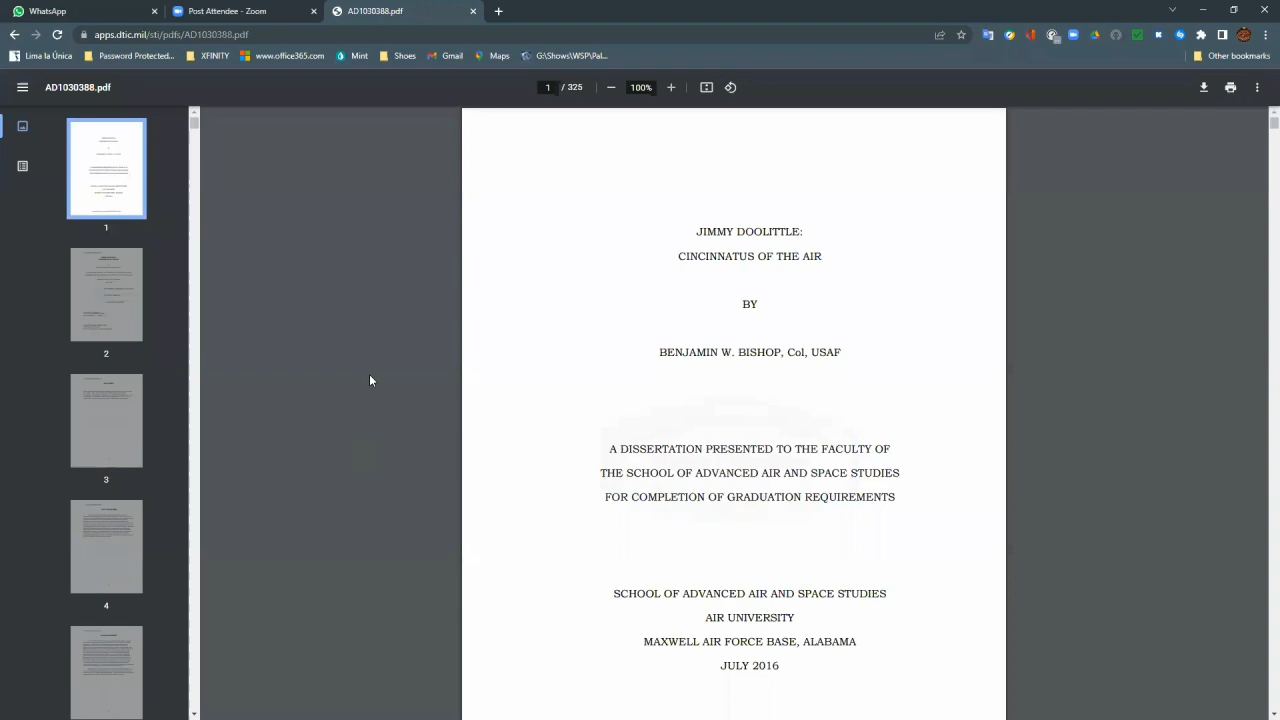 WhatsApp
Post Attendee - Zoom
AD1030388.pdf
apps.dtic.mil/sti/pdfs/AD1030388.pdf
Lima la Única
Password Protected...
XFINITY
www.office365.com
Mint
Shoes
Gmail
Maps
G:\Shows\WSP\Pal...
Other bookmarks
AD1030388.pdf
1 / 325
100%
1
2
3
4
JIMMY DOOLITTLE:
CINCINNATUS OF THE AIR
BY
BENJAMIN W. BISHOP, Col, USAF
A DISSERTATION PRESENTED TO THE FACULTY OF
THE SCHOOL OF ADVANCED AIR AND SPACE STUDIES
FOR COMPLETION OF GRADUATION REQUIREMENTS
SCHOOL OF ADVANCED AIR AND SPACE STUDIES
AIR UNIVERSITY
MAXWELL AIR FORCE BASE, ALABAMA
JULY 2016